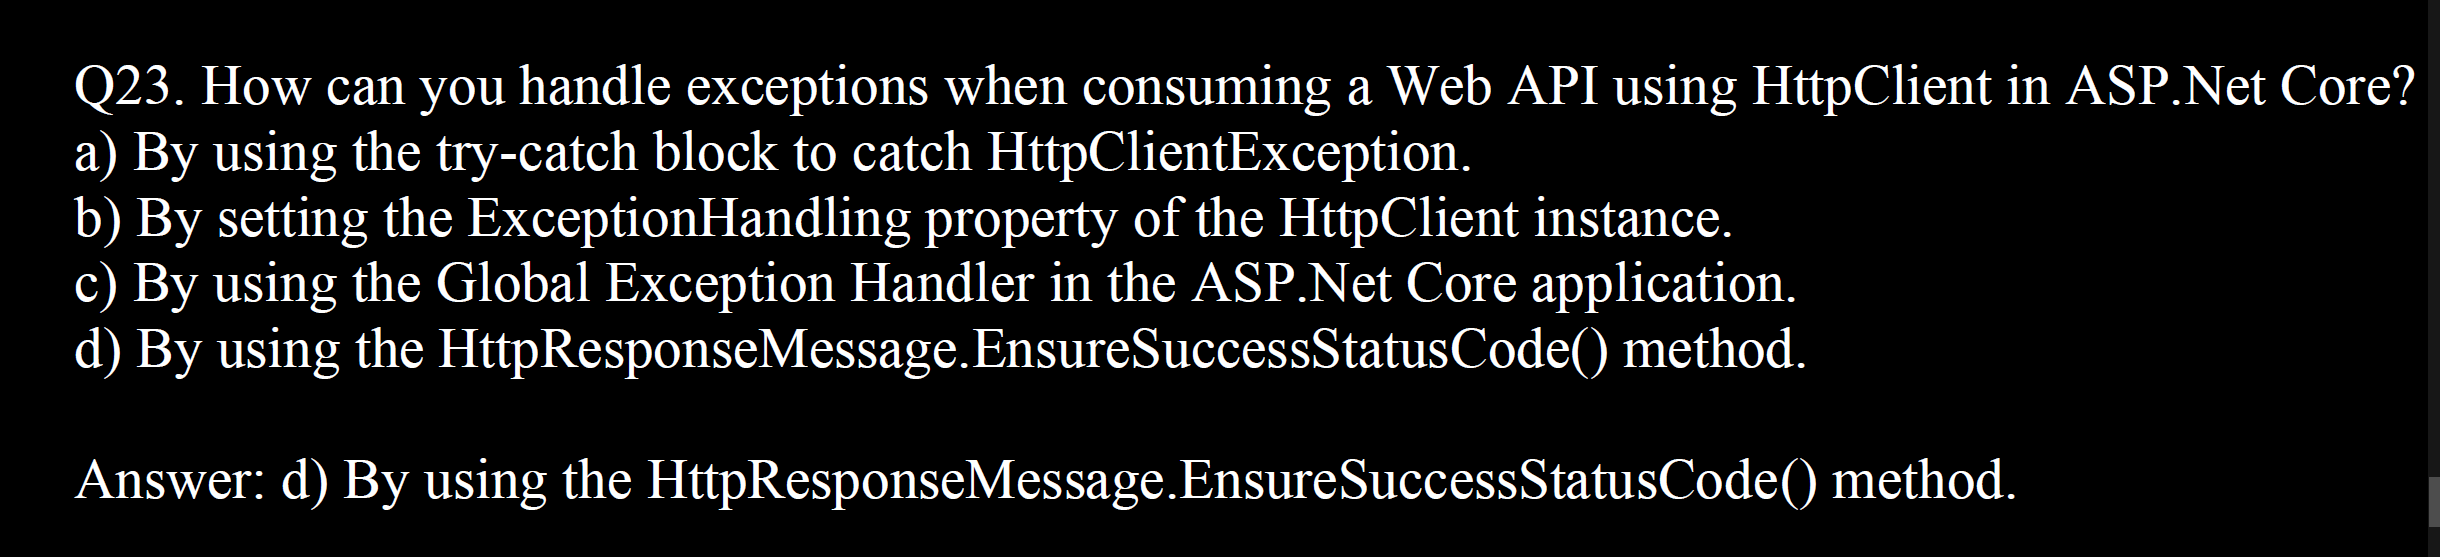 Q23. How can you handle exceptions when consuming a Web API using HttpClient in ASP.Net Core?
a) By using the try-catch block to catch HttpClientException.
b) By setting the ExceptionHandling property of the HttpClient instance.
c) By using the Global Exception Handler in the ASP.Net Core application.
d) By using the HttpResponseMessage.EnsureSuccessStatusCode() method.
Answer: d) By using the HttpResponseMessage.EnsureSuccessStatusCode() method.